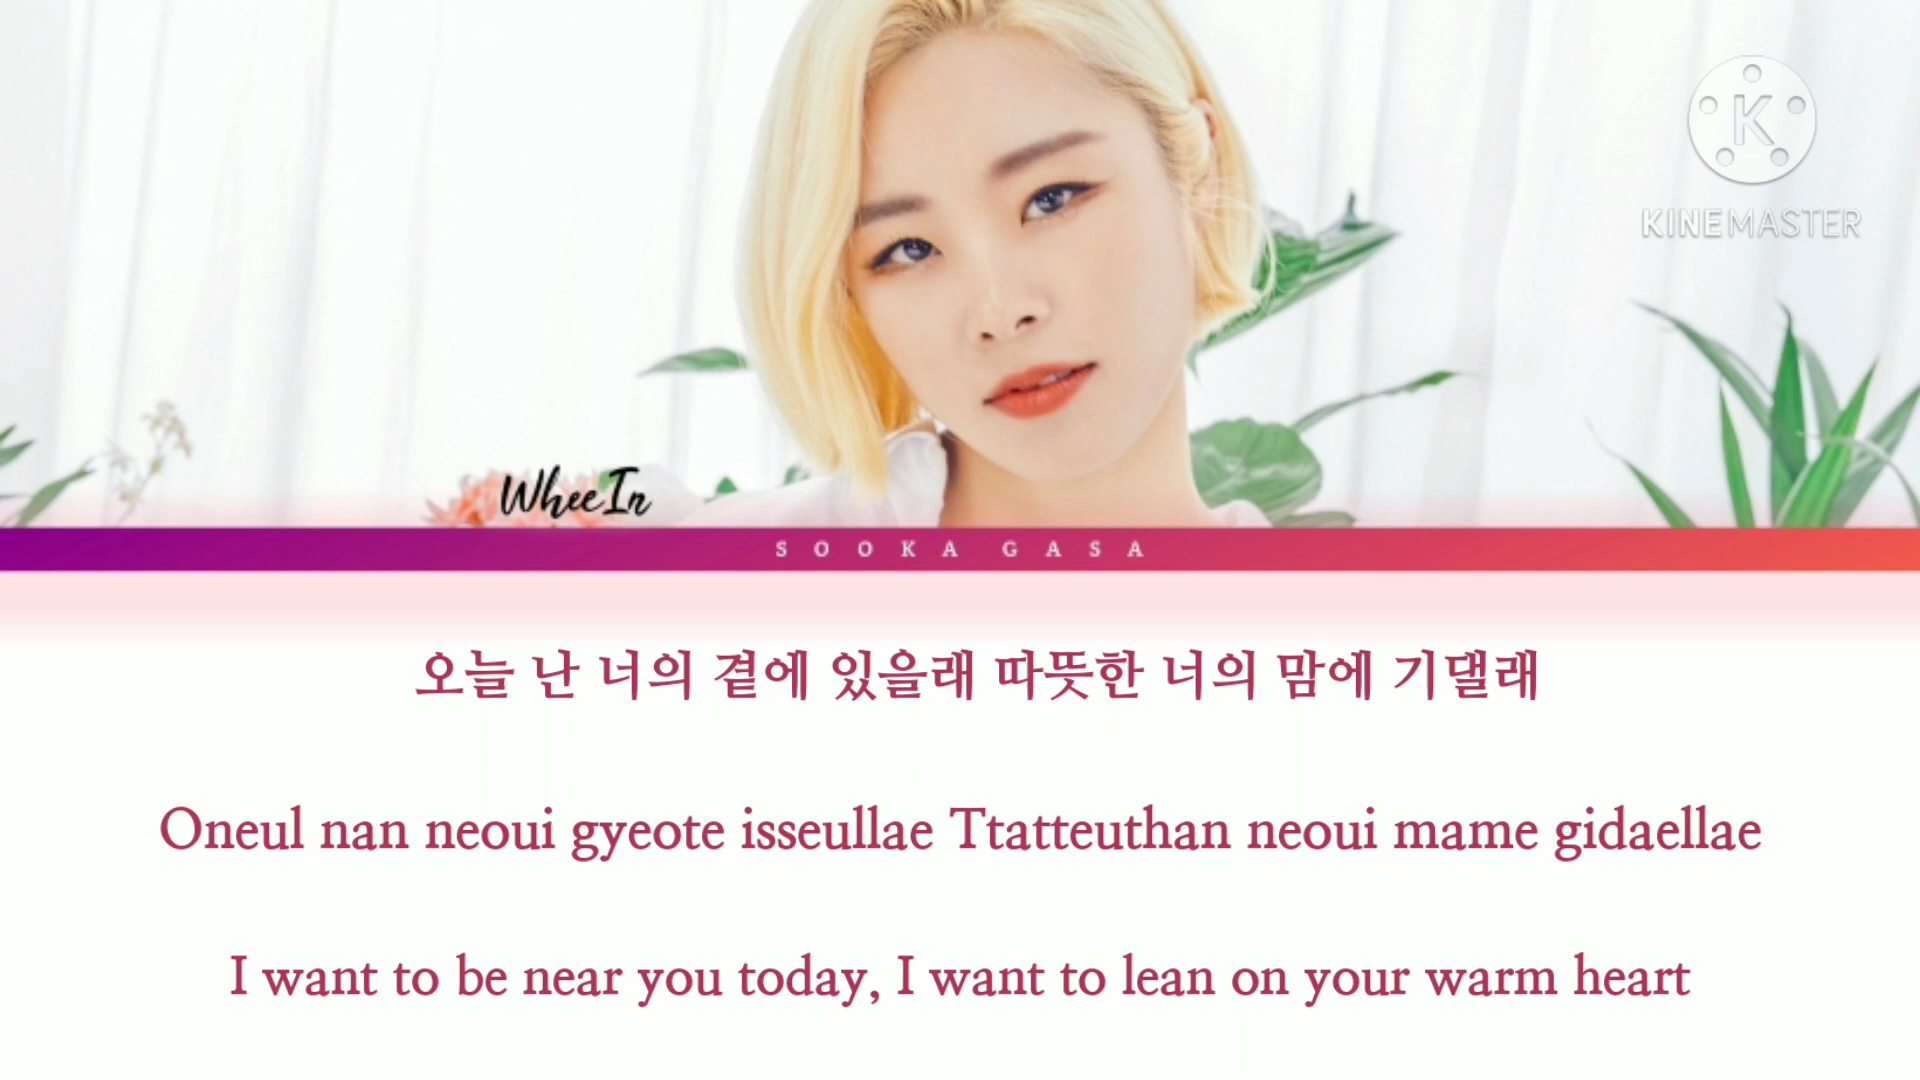 K
KINEMASTER
WheeIn
SOOKA GASA
오늘 난 너의 곁에 있을래 따뜻한 너의 맘에 기댈래
Oneul nan neoui gyeote isseullae Ttatteuthan neoui mame gidaellae
I want to be near you today, I want to lean on your warm heart